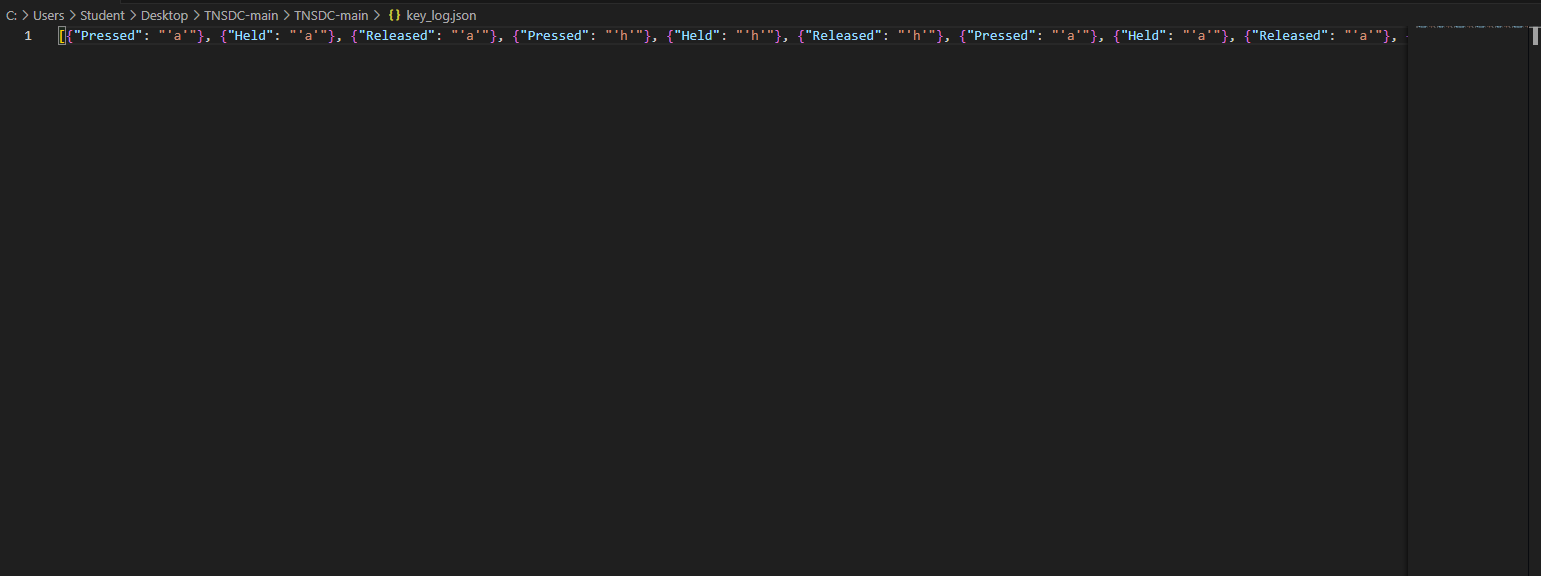 C: > Users > Student > Desktop > TNSDC-main > TNSDC-main > {} key_log.json
1 [{"Pressed": "'a'"}, {"Held": "'a'"}, {"Released": "'a'"}, {"Pressed": "'h'"}, {"Held": "'h'"}, {"Released": "'h'"}, {"Pressed": "'a'"}, {"Held": "'a'"}, {"Released": "'a'"},